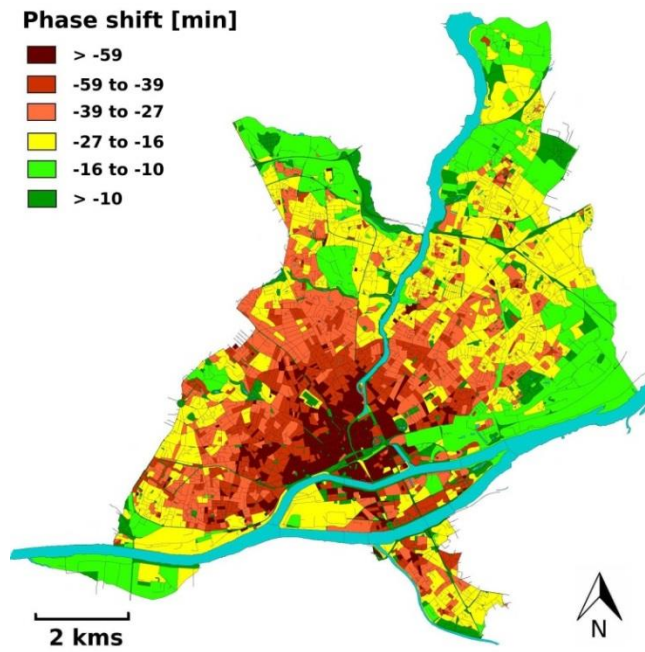 Phase shift [min]
> -59
-59 to -39
-39 to -27
-27 to -16
-16 to -10
> -10
2 kms
N